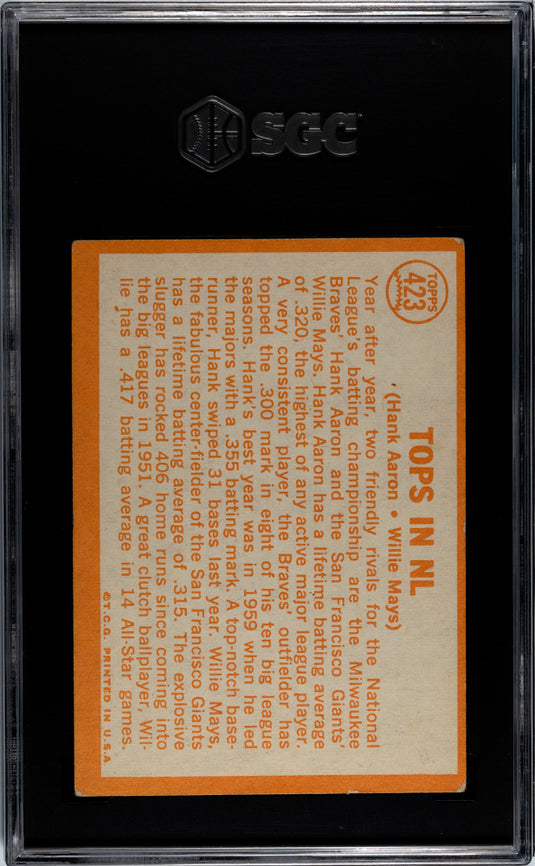 SGC
TOPPS
423
TOPS IN NL
(Hank Aaron • Willie Mays)
Year after year, two friendly rivals for the National
League's batting championship are the Milwaukee
Braves' Hank Aaron and the San Francisco Giants'
Willie Mays. Hank Aaron has a lifetime batting average
of .320, the highest of any active major league player.
A very consistent player, the Braves' outfielder has
topped the .300 mark in eight of his ten big league
seasons. Hank's best year was in 1959 when he led
the majors with a .355 batting mark. A top-notch base-
runner, Hank swiped 31 bases last year. Willie Mays,
the fabulous center-fielder of the San Francisco Giants
has a lifetime batting average of .315. The explosive
slugger has rocked 406 home runs since coming into
the big leagues in 1951. A great clutch ballplayer, Wil-
lie has a .417 batting average in 14 All-Star games.
©T.C.G. PRINTED IN U.S.A.